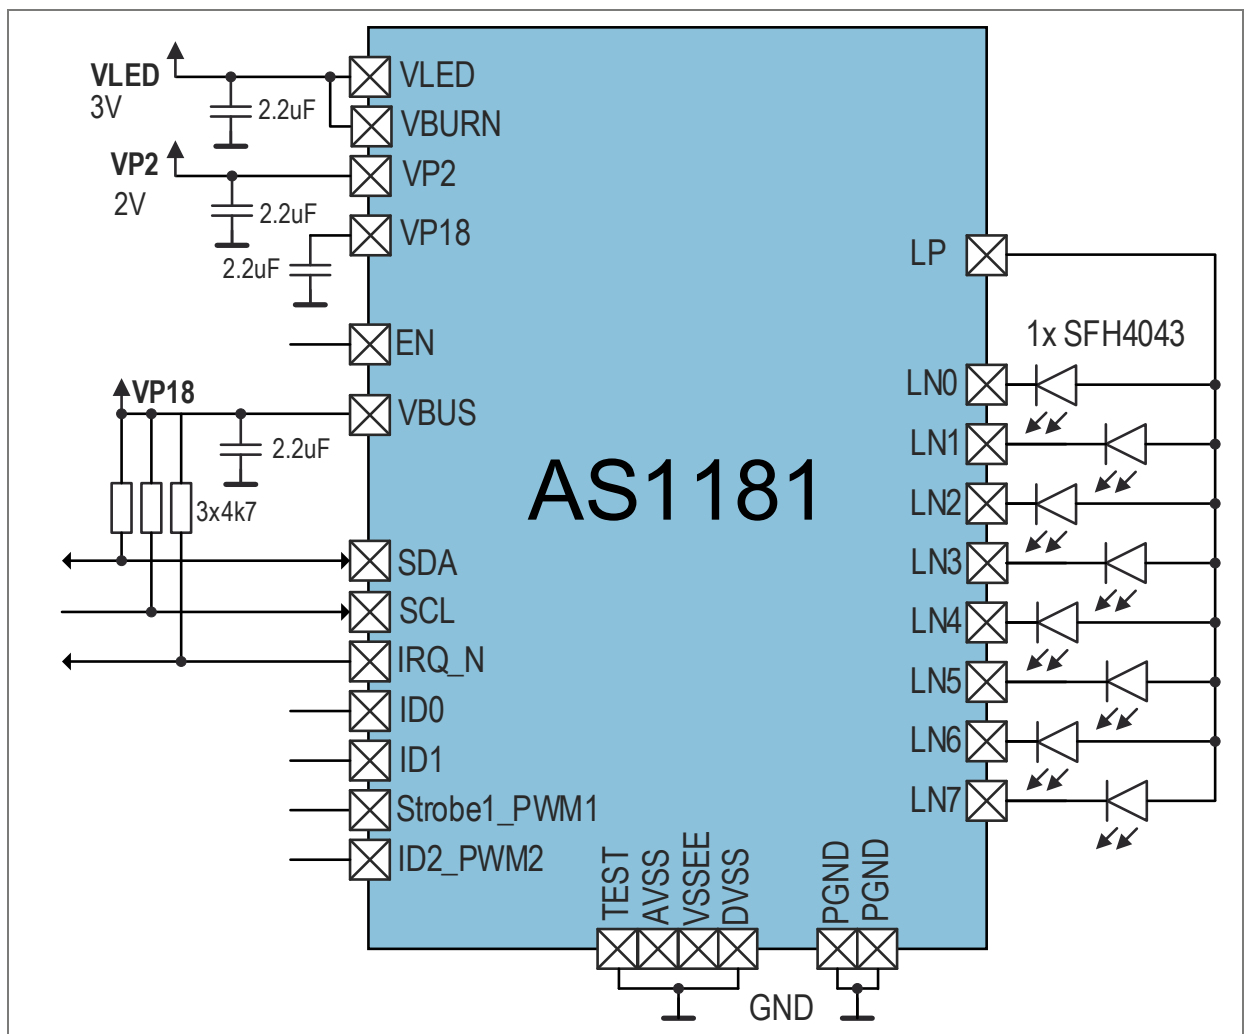 VLED
3V
2.2uF
VLED
VBURN
VP2
2V
2.2uF
VP2
VP18
2.2uF
EN
VP18
2.2uF
VBUS
3x4k7
SDA
SCL
IRQ_N
ID0
ID1
Strobe1_PWM1
ID2_PWM2
AS1181
LP
1x SFH4043
LN0
LN1
LN2
LN3
LN4
LN5
LN6
LN7
TEST
AVSS
VSSEE
DVSS
PGND
PGND
GND